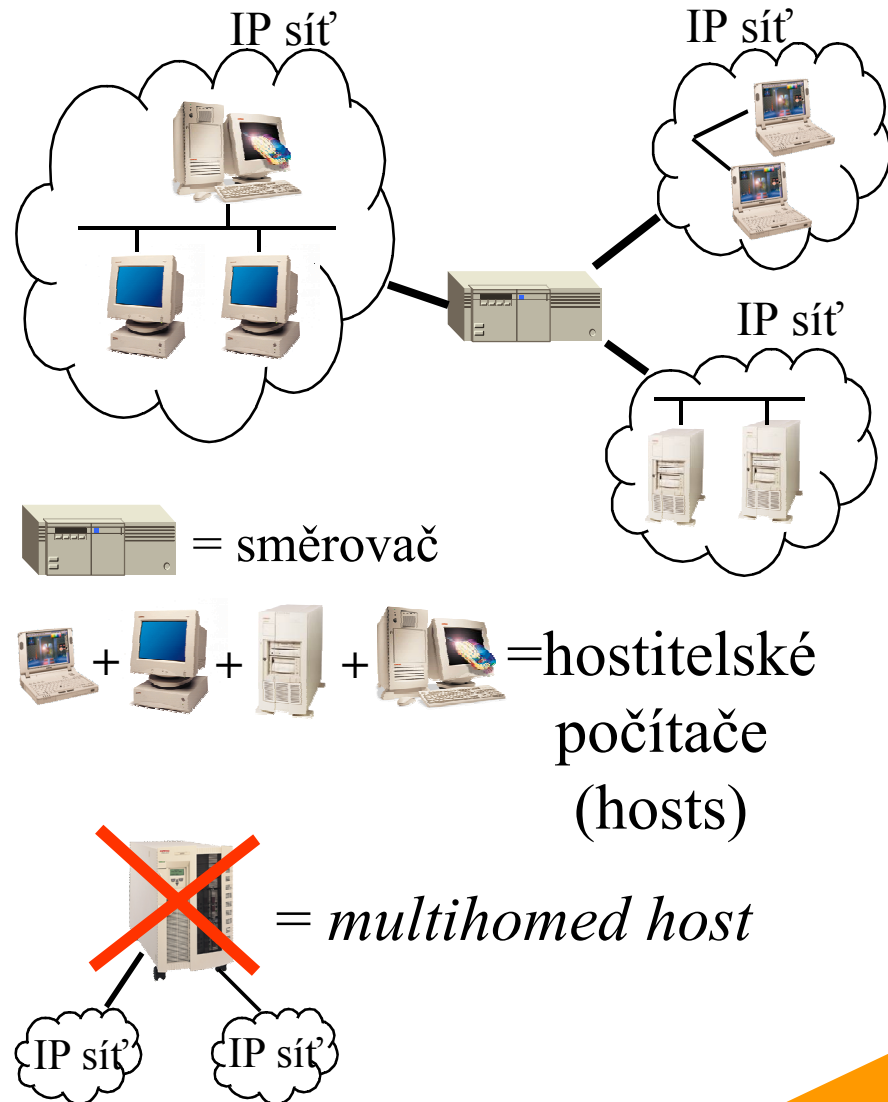 IP síť
IP síť
IP síť
= směrovač
+ + + =hostitelské
počítače
(hosts)
= multihomed host
IP síť IP síť